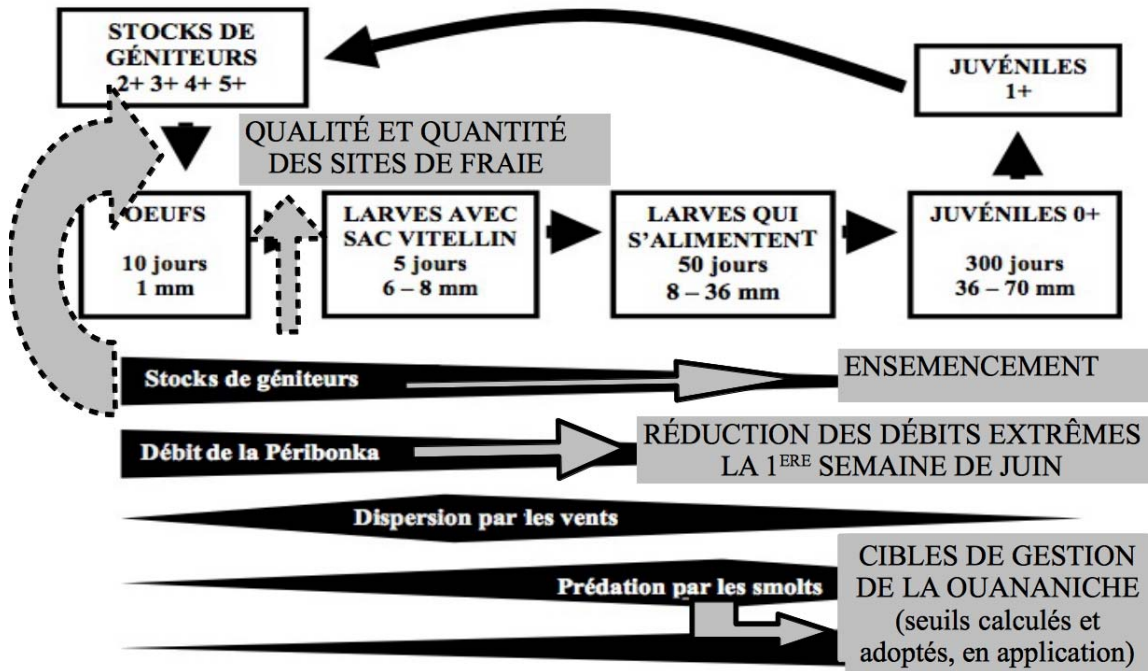 STOCKS DE
GÉNITEURS
2+ 3+ 4+ 5+
JUVÉNILES
1+
QUALITÉ ET QUANTITÉ
DES SITES DE FRAIE
OEUFS
10 jours
1 mm
LARVES AVEC
SAC VITELLIN
5 jours
6 – 8 mm
LARVES QUI
S'ALIMENTENT
50 jours
8 – 36 mm
JUVÉNILES 0+
300 jours
36 – 70 mm
Stocks de géniteurs
ENSEMENCEMENT
Débit de la Péribonka
RÉDUCTION DES DÉBITS EXTRÊMES
LA 1ERE SEMAINE DE JUIN
Dispersion par les vents
Prédation par les smolts
CIBLES DE GESTION
DE LA OUANANICHE
(seuils calculés et
adoptés, en application)